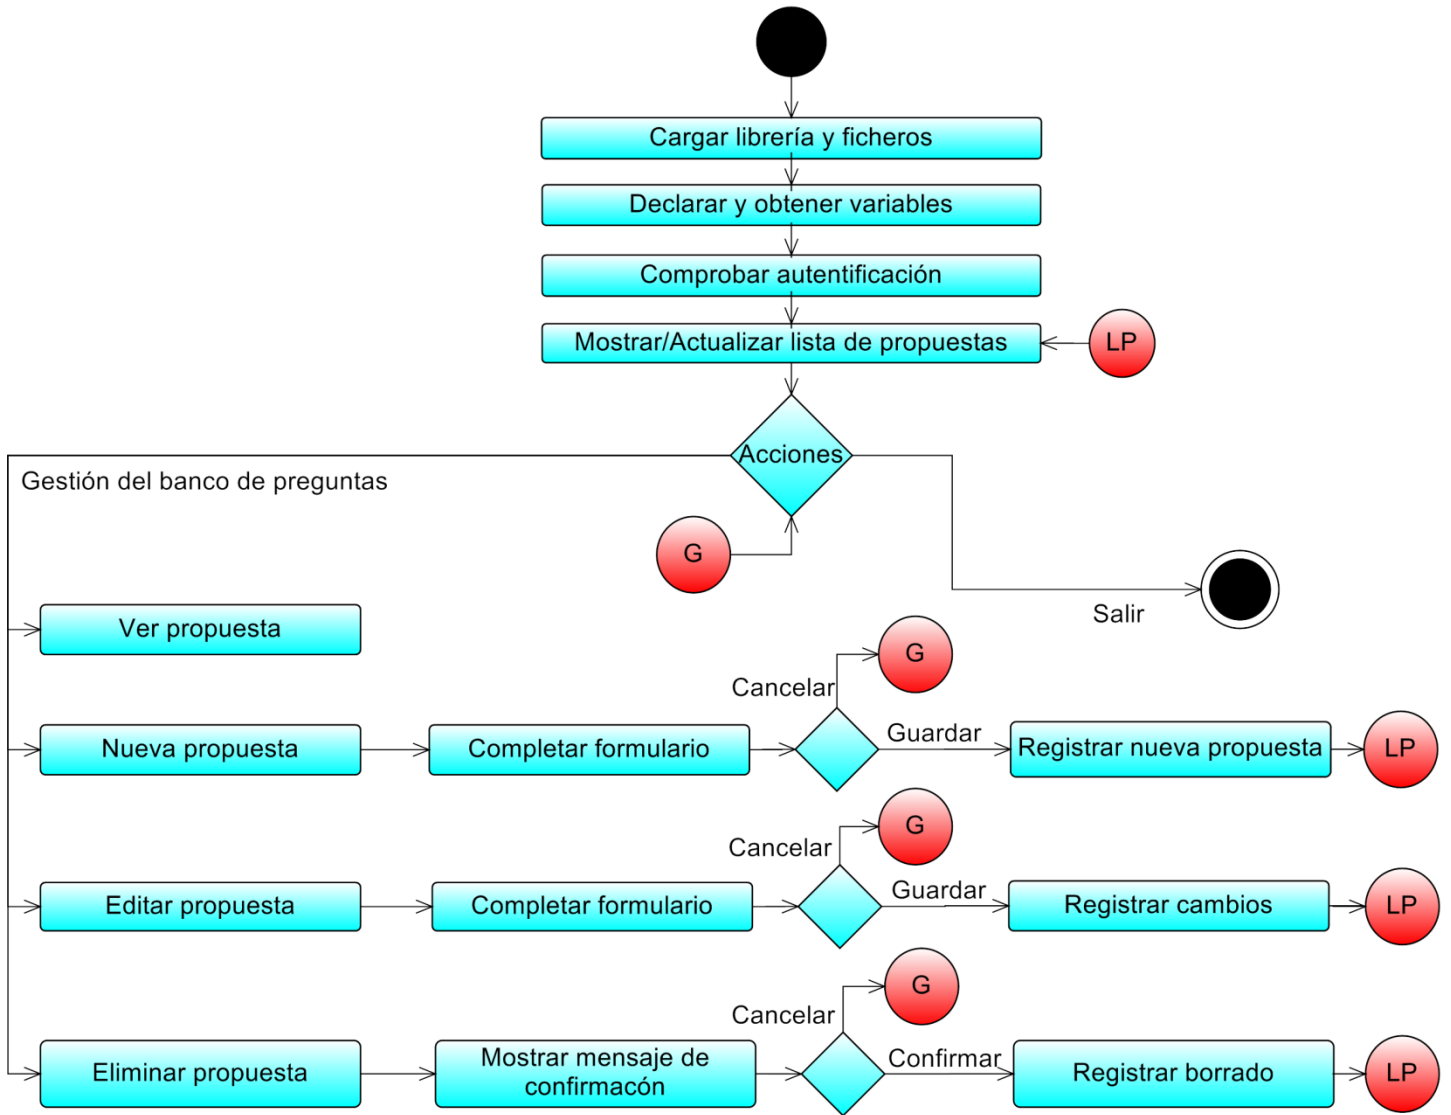 Cargar librería y ficheros
Declarar y obtener variables
Comprobar autentificación
Mostrar/Actualizar lista de propuestas
LP
Acciones
Gestión del banco de preguntas
G
Salir
Ver propuesta
G
Cancelar
Nueva propuesta
Completar formulario
Guardar
Registrar nueva propuesta
LP
G
Cancelar
Editar propuesta
Completar formulario
Guardar
Registrar cambios
LP
G
Cancelar
Eliminar propuesta
Mostrar mensaje de
confirmacón
Confirmar
Registrar borrado
LP